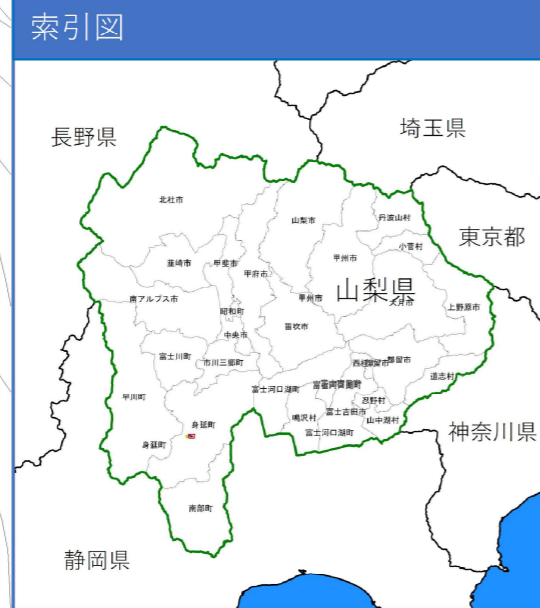 索引図
長野県
埼玉県
北杜市
山梨市
丹波山村
東京都
小菅村
甲州市
韮崎市
甲斐市
甲府市
山梨県
南アルプス市
甲州市
大月市
上野原市
昭和町
笛吹市
中央市
富士川町
市川三郷町
都留市
道志村
早川町
富士河口湖町
忍野村
鳴沢村
富士吉田市
山中湖村
身延町
富士河口湖町
神奈川県
身延町
南部町
静岡県